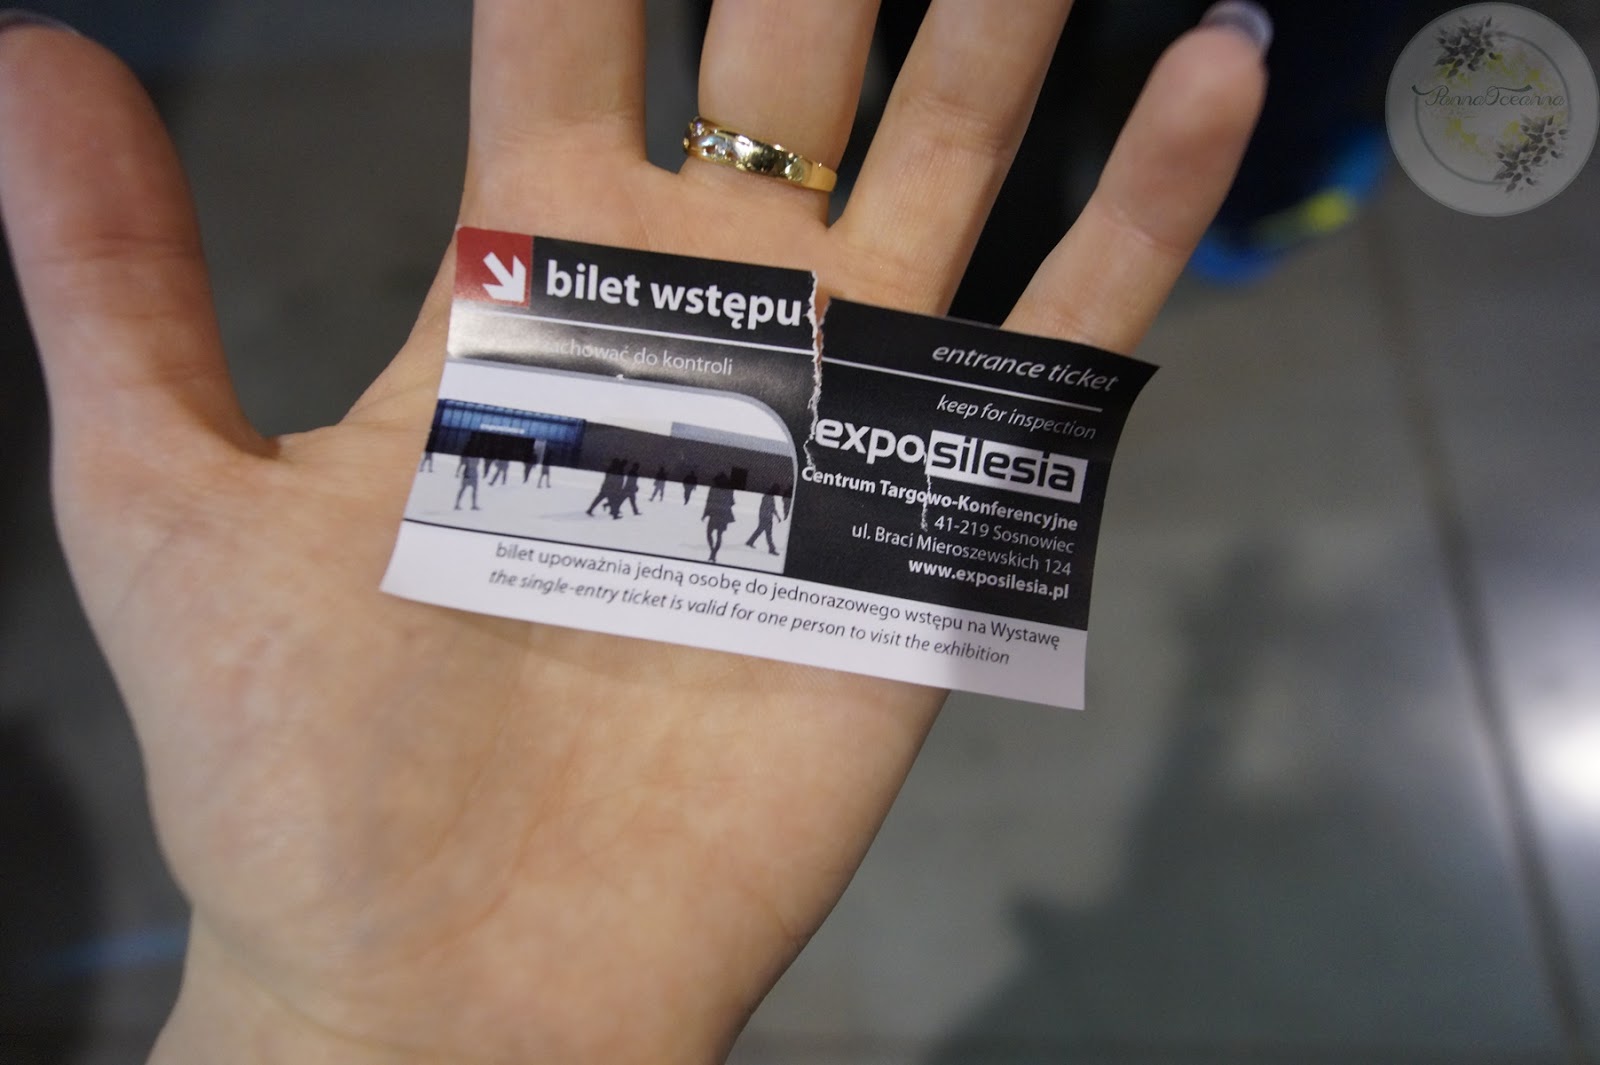 bilet wstępu
entrance ticket
zachować do kontroli
keep for inspection
exposilesia
Centrum Targowo-Konferencyjne
41-219 Sosnowiec
ul. Braci Mieroszewskich 124
www.exposilesia.pl
bilet upoważnia jedną osobę do jednorazowego wstępu na Wystawę
the single-entry ticket is valid for one person to visit the exhibition
PannaOceanna